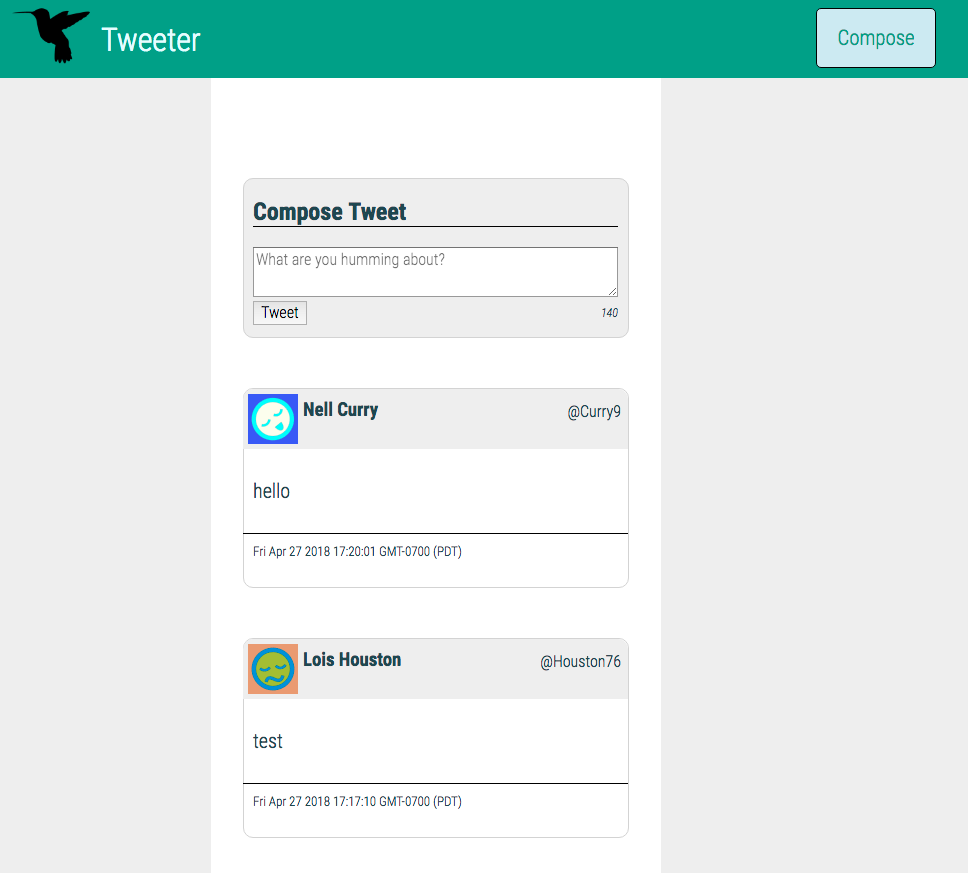 Tweeter
Compose
Compose Tweet
What are you humming about?
Tweet 140
Nell Curry @Curry9
hello
Fri Apr 27 2018 17:20:01 GMT-0700 (PDT)
Lois Houston @Houston76
test
Fri Apr 27 2018 17:17:10 GMT-0700 (PDT)